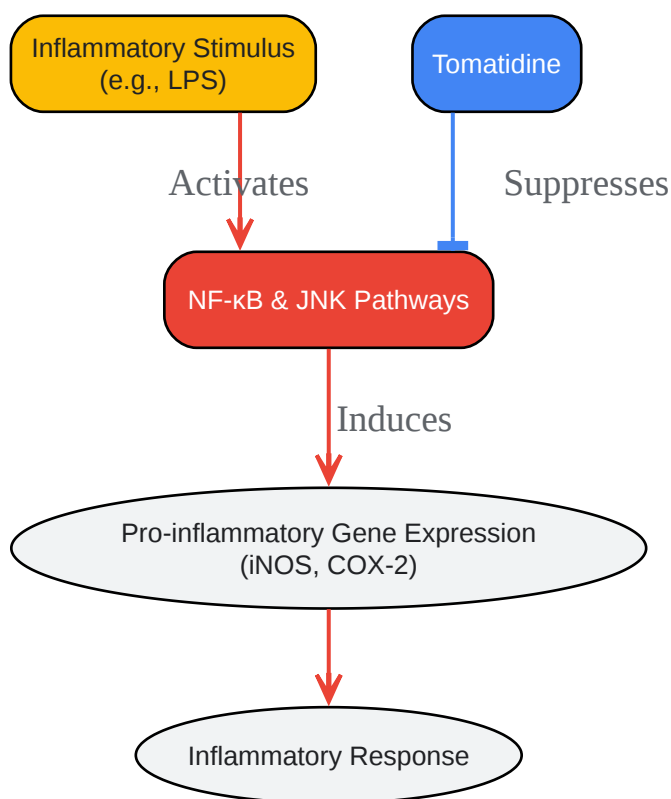 Inflammatory Stimulus
(e.g., LPS)
Tomatidine
Activates
Suppresses
NF-κB & JNK Pathways
Induces
Pro-inflammatory Gene Expression
(iNOS, COX-2)
Inflammatory Response